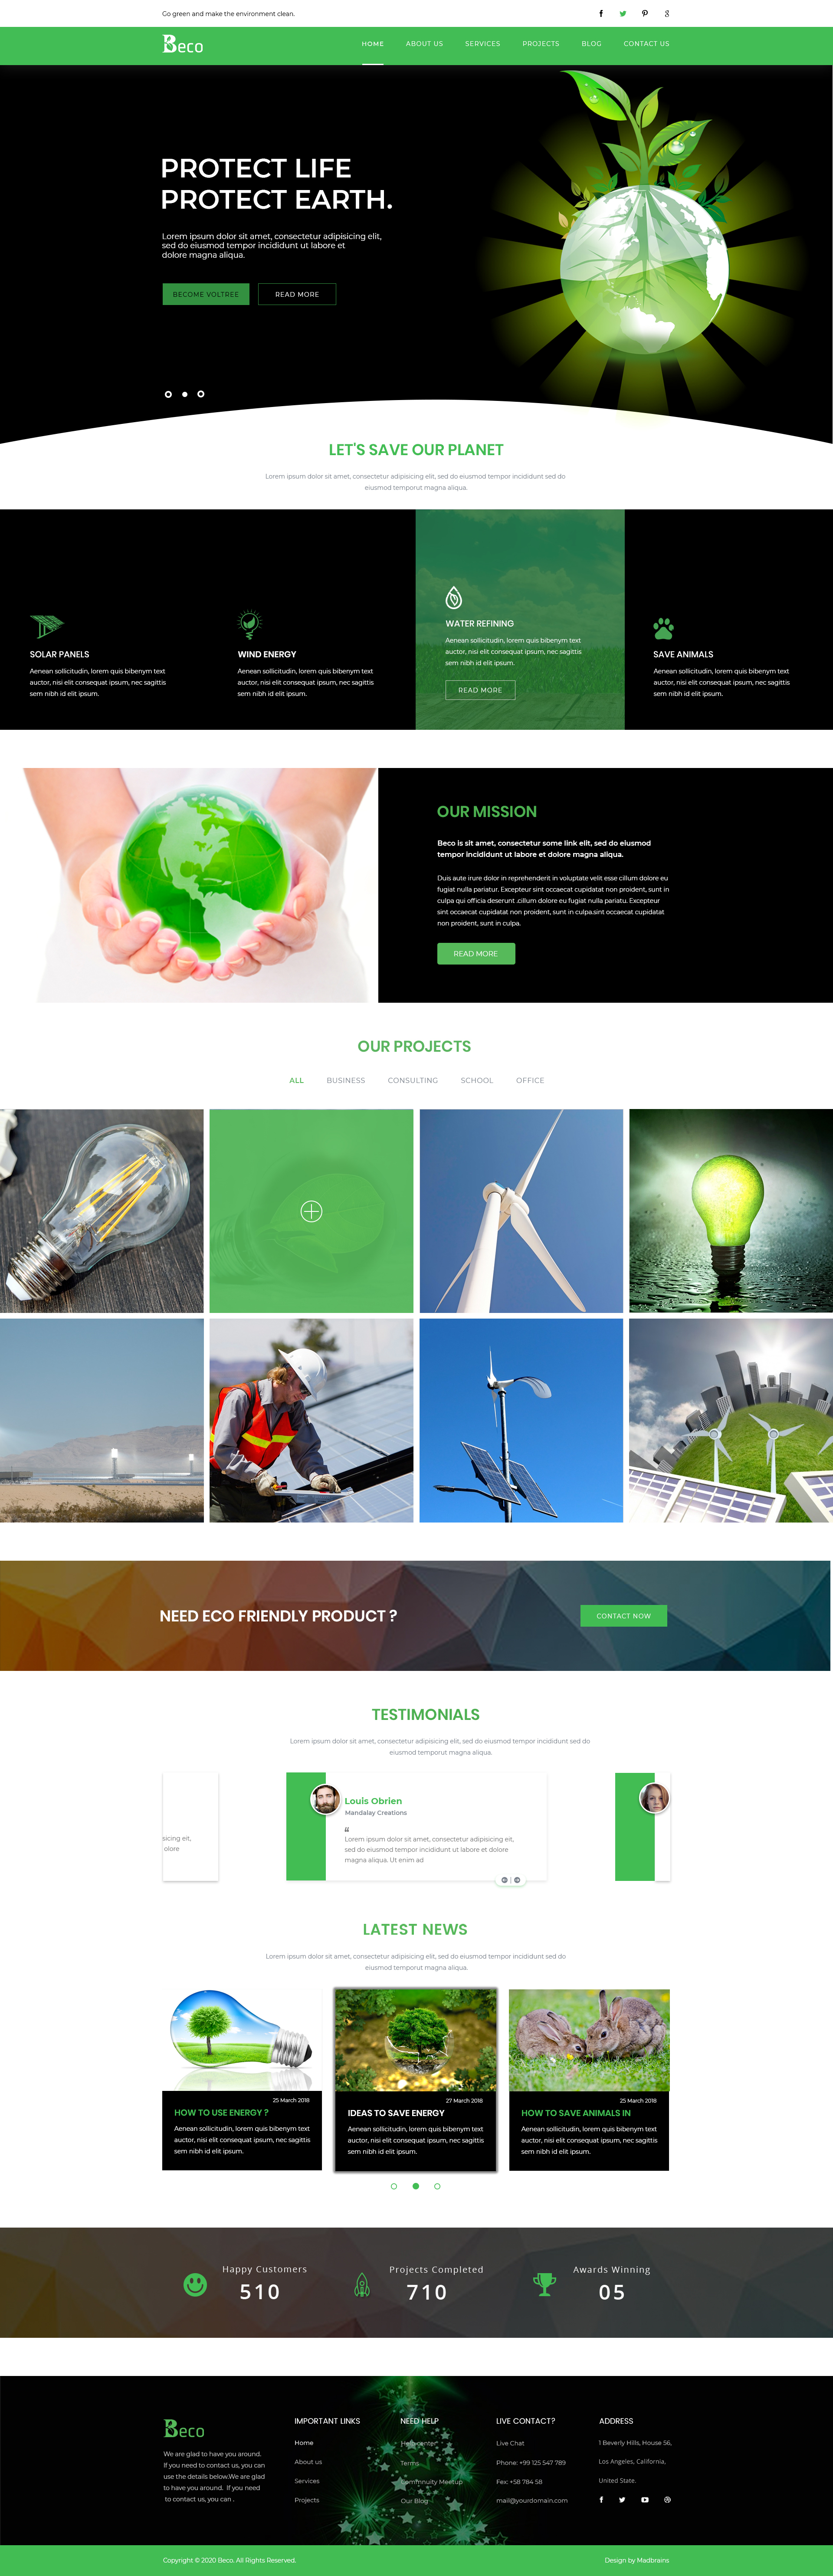 Go green and make the environment clean.
Beco
HOME ABOUT US SERVICES PROJECTS BLOG CONTACT US
PROTECT LIFE
PROTECT EARTH.
Lorem ipsum dolor sit amet, consectetur adipisicing elit,
sed do eiusmod tempor incididunt ut labore et
dolore magna aliqua.
BECOME VOLTREE READ MORE
LET'S SAVE OUR PLANET
Lorem ipsum dolor sit amet, consectetur adipisicing elit, sed do eiusmod tempor incididunt sed do
eiusmod temporut magna aliqua.
SOLAR PANELS
Aenean sollicitudin, lorem quis bibenym text
auctor, nisi elit consequat ipsum, nec sagittis
sem nibh id elit ipsum.
WIND ENERGY
Aenean sollicitudin, lorem quis bibenym text
auctor, nisi elit consequat ipsum, nec sagittis
sem nibh id elit ipsum.
WATER REFINING
Aenean sollicitudin, lorem quis bibenym text
auctor, nisi elit consequat ipsum, nec sagittis
sem nibh id elit ipsum.
READ MORE
SAVE ANIMALS
Aenean sollicitudin, lorem quis bibenym text
auctor, nisi elit consequat ipsum, nec sagittis
sem nibh id elit ipsum.
OUR MISSION
Beco is sit amet, consectetur some link elit, sed do eiusmod
tempor incididunt ut labore et dolore magna aliqua.
Duis aute irure dolor in reprehenderit in voluptate velit esse cillum dolore eu
fugiat nulla pariatur. Excepteur sint occaecat cupidatat non proident, sunt in
culpa qui officia deserunt .cillum dolore eu fugiat nulla pariatu. Excepteur
sint occaecat cupidatat non proident, sunt in culpa.sint occaecat cupidatat
non proident, sunt in culpa.
READ MORE
OUR PROJECTS
ALL BUSINESS CONSULTING SCHOOL OFFICE
NEED ECO FRIENDLY PRODUCT ?
CONTACT NOW
TESTIMONIALS
Lorem ipsum dolor sit amet, consectetur adipisicing elit, sed do eiusmod tempor incididunt sed do
eiusmod temporut magna aliqua.
sicing eit,
olore
Louis Obrien
Mandalay Creations
“
Lorem ipsum dolor sit amet, consectetur adipisicing eit,
sed do eiusmod tempor incididunt ut labore et dolore
magna aliqua. Ut enim ad
LATEST NEWS
Lorem ipsum dolor sit amet, consectetur adipisicing elit, sed do eiusmod tempor incididunt sed do
eiusmod temporut magna aliqua.
25 March 2018
HOW TO USE ENERGY ?
Aenean sollicitudin, lorem quis bibenym text
auctor, nisi elit consequat ipsum, nec sagittis
sem nibh id elit ipsum.
27 March 2018
IDEAS TO SAVE ENERGY
Aenean sollicitudin, lorem quis bibenym text
auctor, nisi elit consequat ipsum, nec sagittis
sem nibh id elit ipsum.
25 March 2018
HOW TO SAVE ANIMALS IN
Aenean sollicitudin, lorem quis bibenym text
auctor, nisi elit consequat ipsum, nec sagittis
sem nibh id elit ipsum.
Happy Customers
510
Projects Completed
710
Awards Winning
05
Beco
We are glad to have you around.
If you need to contact us, you can
use the details below.We are glad
to have you around. If you need
to contact us, you can .
IMPORTANT LINKS
Home
About us
Services
Projects
NEED HELP
Help center
Terms
Commnuity Meetup
Our Blog
LIVE CONTACT?
Live Chat
Phone: +99 125 547 789
Fex: +58 784 58
mail@yourdomain.com
ADDRESS
1 Beverly Hills, House 56,
Los Angeles, California,
United State.
Copyright © 2020 Beco. All Rights Reserved.
Design by Madbrains